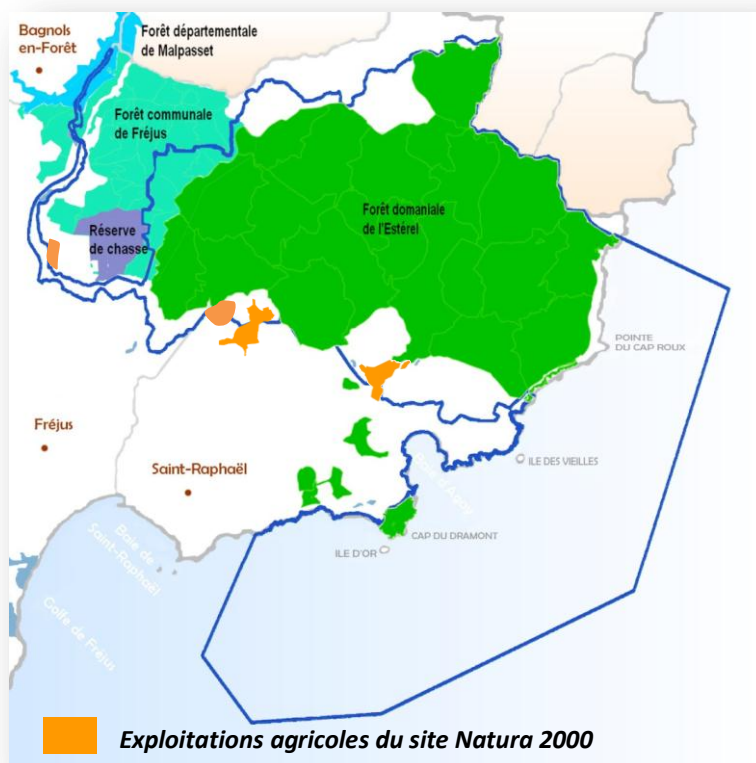 Bagnols
en-Forêt
Forêt départementale
de Malpasset
Forêt communale
de Fréjus
Forêt domaniale
de l'Estérel
Réserve
de chasse
POINTE
DU CAP ROUX
Fréjus
Saint-Raphaël
ILE DES VIEILLES
Baie de
Saint-Raphaël
CAP DU DRAMONT
ILE D'OR
Golfe de Fréjus
Exploitations agricoles du site Natura 2000